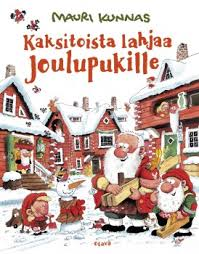 MAURI KUNNAS
Kaksitoista lahjaa
Joulupukille
OTAVA